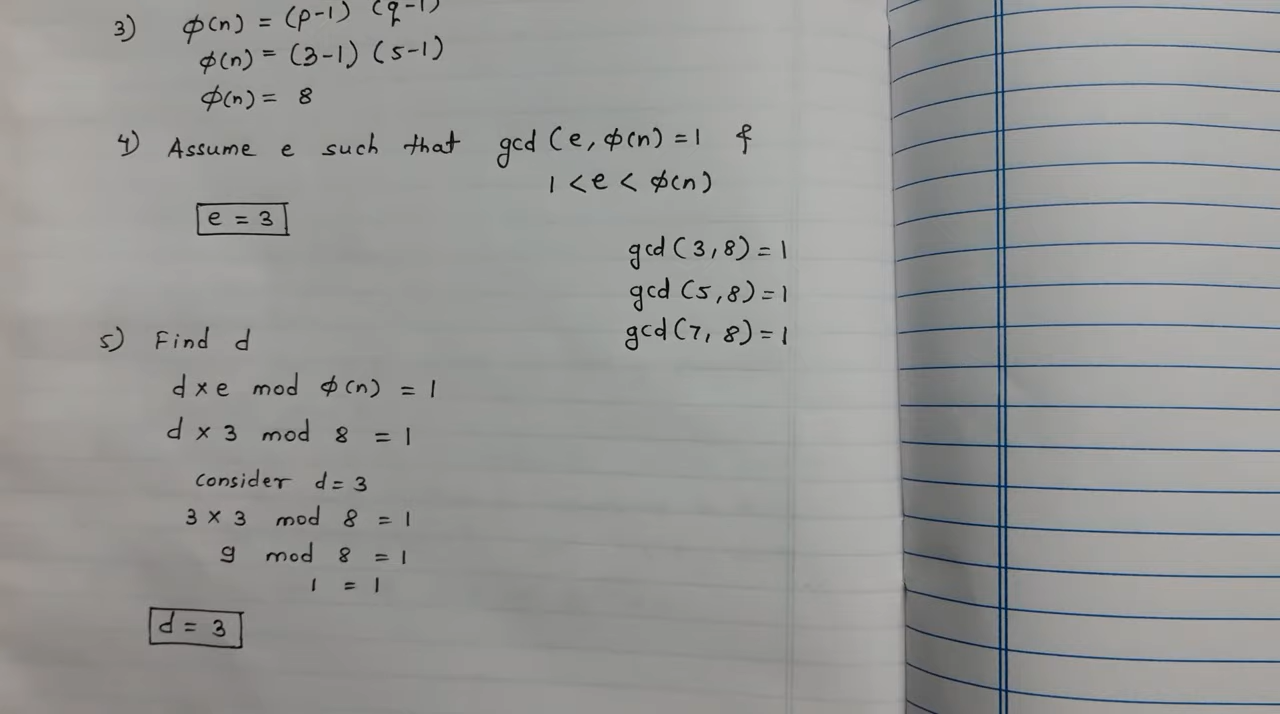 3) ϕ(n) = (p-1) (q-1)
ϕ(n) = (3-1) (5-1)
ϕ(n) = 8
4) Assume e such that gcd (e, ϕ(n) = 1 &
1 < e < ϕ(n)
e = 3
gcd (3, 8) = 1
gcd (5, 8) = 1
gcd (7, 8) = 1
5) Find d
d x e mod ϕ(n) = 1
d x 3 mod 8 = 1
consider d = 3
3 x 3 mod 8 = 1
9 mod 8 = 1
1 = 1
d = 3